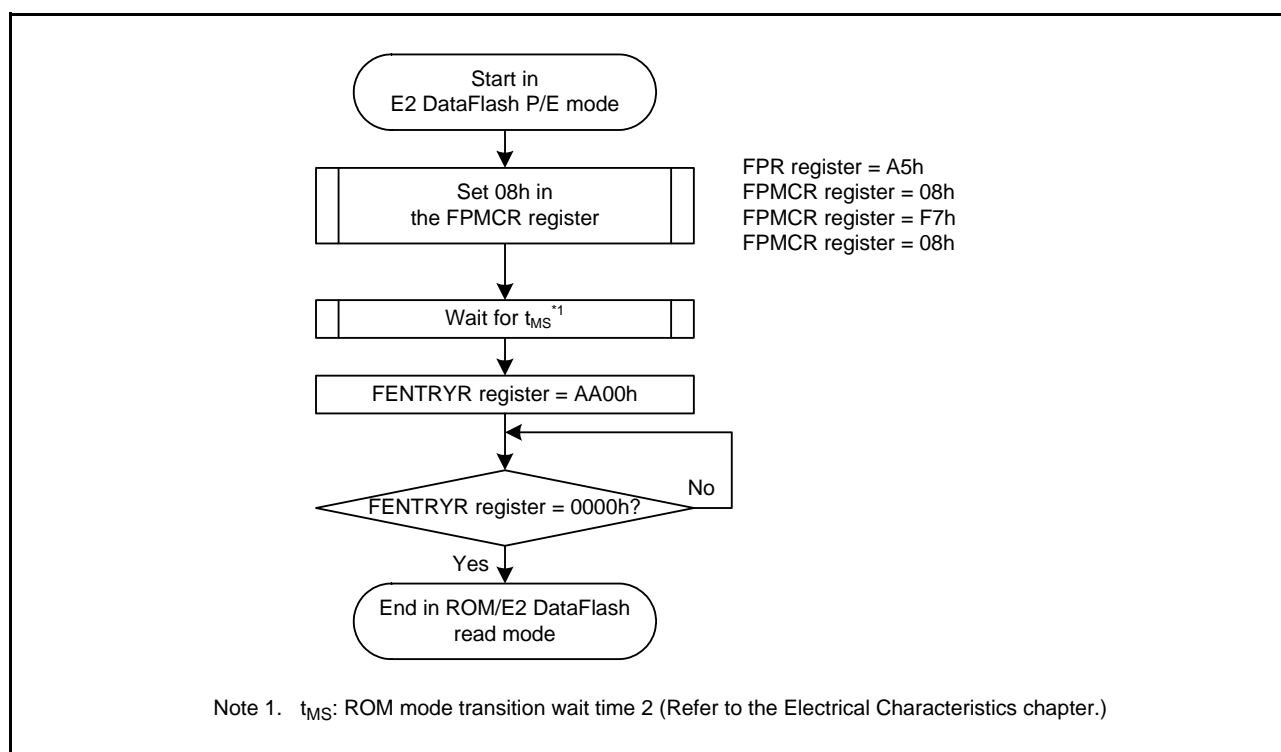 Start in
E2 DataFlash P/E mode
Set 08h in
the FPMCR register
FPR register = A5h
FPMCR register = 08h
FPMCR register = F7h
FPMCR register = 08h
Wait for tMS*1
FENTRYR register = AA00h
FENTRYR register = 0000h?
No
Yes
End in ROM/E2 DataFlash
read mode
Note 1. tMS: ROM mode transition wait time 2 (Refer to the Electrical Characteristics chapter.)